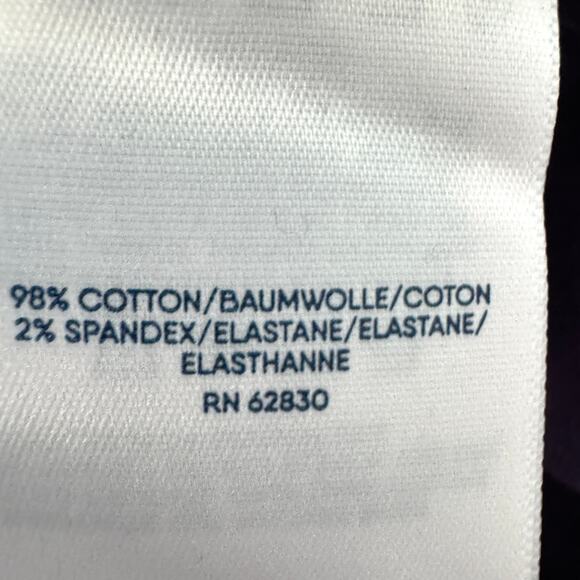 98% COTTON/BAUMWOLLE/COTON
2% SPANDEX/ELASTANE/ELASTANE/
ELASTHANNE
RN 62830